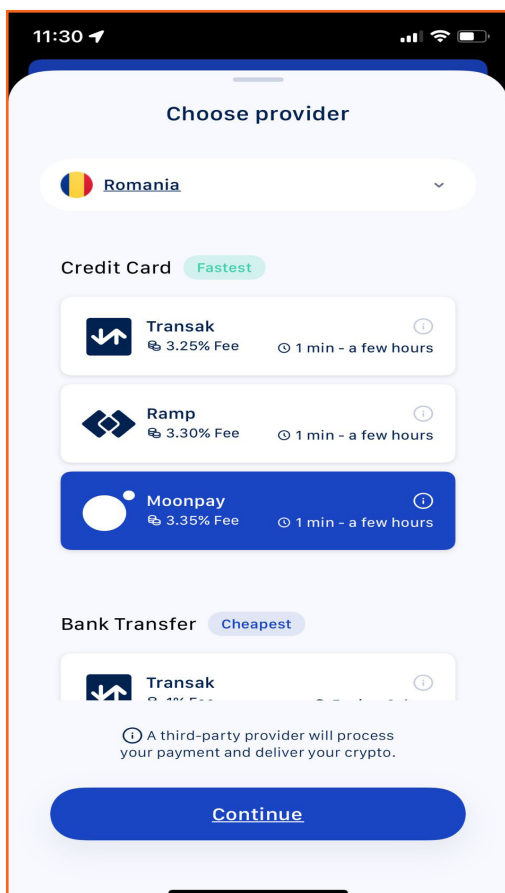 11:30
Choose provider
Romania
Credit Card Fastest
Transak
3.25% Fee 1 min - a few hours
Ramp
3.30% Fee 1 min - a few hours
Moonpay
3.35% Fee 1 min - a few hours
Bank Transfer Cheapest
Transak
A third-party provider will process
your payment and deliver your crypto.
Continue